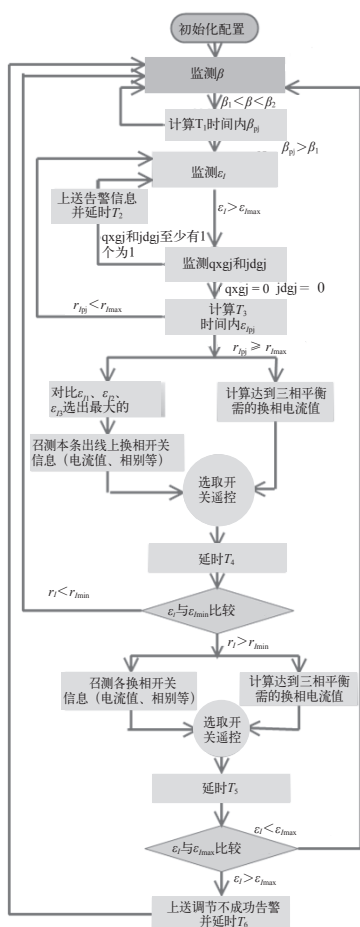 初始化配置
监测β
β₁<β<β₂
计算T₁时间内βpj
βpj>β₁
监测εI
上送告警信息
并延时T₂
εI>εImax
qxgj和jdgj至少有1
个为1
监测qxgj和jdgj
qxgj = 0 jdgj = 0
rIpj<rImax
计算T₃
时间内εIpj
rIpj⩾rImax
对比εI1、εI2、
εI3选出最大的
计算达到三相平衡
需的换相电流值
召测本条出线上换相开关
信息（电流值、相别等）
选取开
关遥控
延时T₄
rI<rImin
εI与εImin比较
rI>rImin
召测各换相开关
信息（电流值、相别等）
计算达到三相平衡
需的换相电流值
选取开
关遥控
延时T₅
εI<εImax
εI与εImax比较
εI>εImax
上送调节不成功告警
并延时T₆